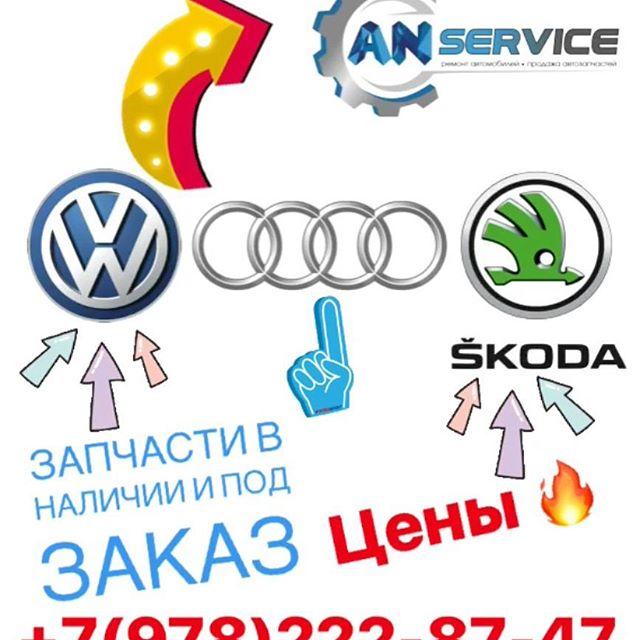 AN SERVICE
ремонт автомобилей • продажа автозапчастей
ŠKODA
ЗАПЧАСТИ В
НАЛИЧИИ И ПОД
ЗАКАЗ
Цены
+7(978)222-87-47